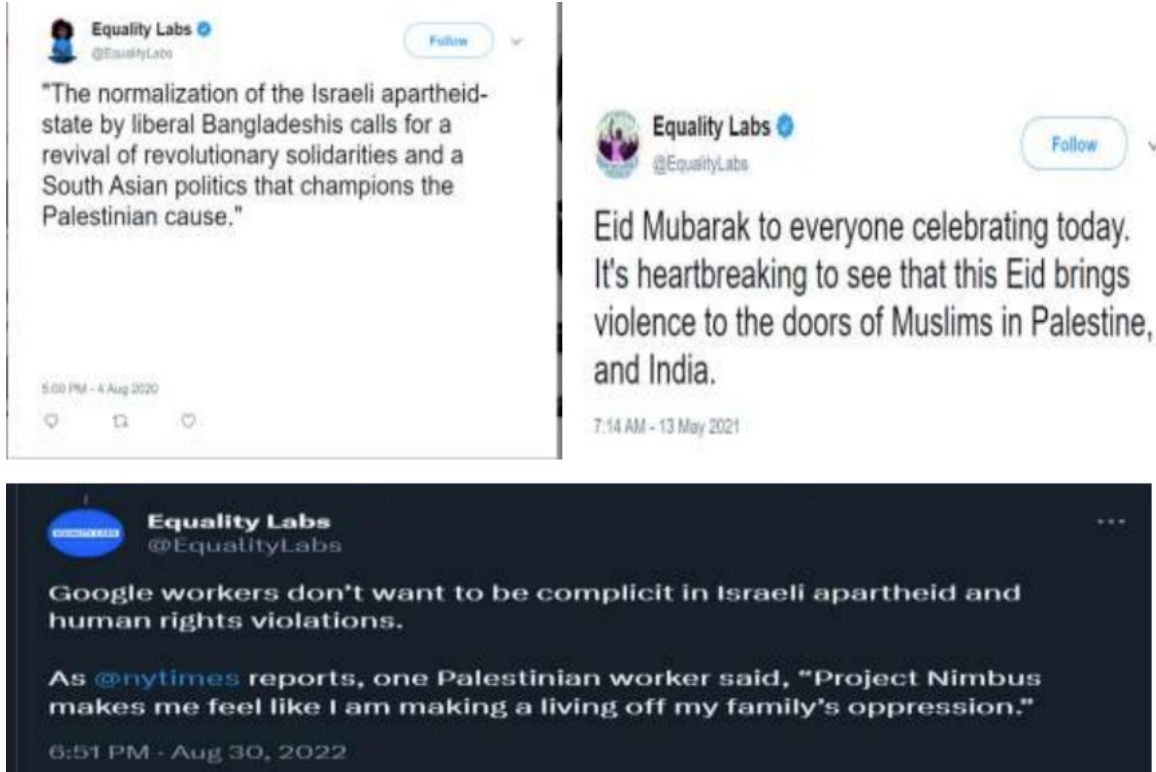 Equality Labs
@EqualityLabs
Follow
"The normalization of the Israeli apartheid-
state by liberal Bangladeshis calls for a
revival of revolutionary solidarities and a
South Asian politics that champions the
Palestinian cause."
5:00 PM - 4 Aug 2020
Equality Labs
@EqualityLabs
Follow
Eid Mubarak to everyone celebrating today.
It's heartbreaking to see that this Eid brings
violence to the doors of Muslims in Palestine,
and India.
7:14 AM - 13 May 2021
Equality Labs
@EqualityLabs
Google workers don’t want to be complicit in Israeli apartheid and
human rights violations.
As @nytimes reports, one Palestinian worker said, “Project Nimbus
makes me feel like I am making a living off my family’s oppression.”
6:51 PM · Aug 30, 2022